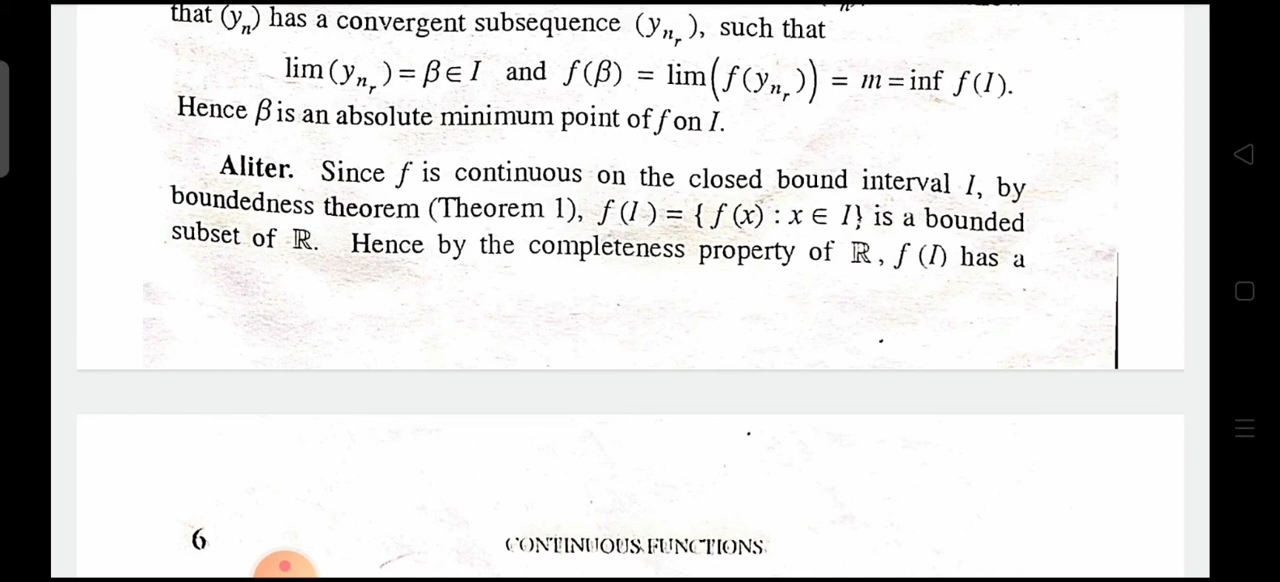 that (yₙ) has a convergent subsequence (yₙᵣ), such that
lim (yₙᵣ) = β ∈ I and f(β) = lim(f(yₙᵣ)) = m = inf f(I).
Hence β is an absolute minimum point of f on I.
Aliter. Since f is continuous on the closed bound interval I, by
boundedness theorem (Theorem 1), f(I) = {f(x) : x ∈ I} is a bounded
subset of ℝ. Hence by the completeness property of ℝ, f(I) has a
6 CONTINUOUS FUNCTIONS